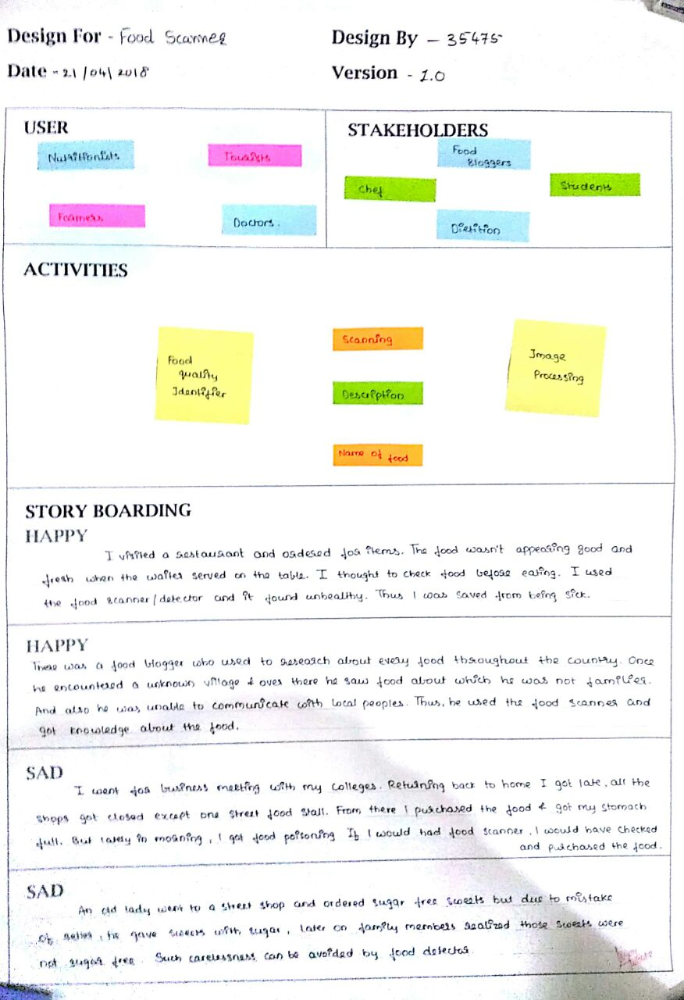 Design For - Food Scanner
Design By - 35475
Date - 21/04/2018
Version - 1.0
USER
Nutritionists
Tourists
Farmers
Doctors.
STAKEHOLDERS
Food
Bloggers
Chef
Students
Dietition
ACTIVITIES
Food
quality
Identifier
Scanning
Description
Name of food
Image
Processing
STORY BOARDING
HAPPY
I visited a restaurant and ordered for items. The food wasn't appearing good and
fresh when the waiter served on the table. I thought to check food before eating. I used
the food scanner/detector and it found unhealthy. Thus I was saved from being sick.
HAPPY
There was a food blogger who used to research about every food throughout the country. Once
he encountered a unknown village & over there he saw food about which he was not familier.
And also he was unable to communicate with local peoples. Thus, he used the food scanner and
got knowledge about the food.
SAD
I went for business meeting with my colleges. Returning back to home I got late, all the
shops got closed except one street food stall. From there I purchased the food & got my stomach
full. But lately in morning, I got food poisoning If I would had food scanner, I would have checked
and purchased the food.
SAD
An old lady went to a street shop and ordered sugar free sweets but due to mistake
of seller, he gave sweets with sugar, later on family members realized those sweets were
not sugar free. Such carelessness can be avoided by food detector.